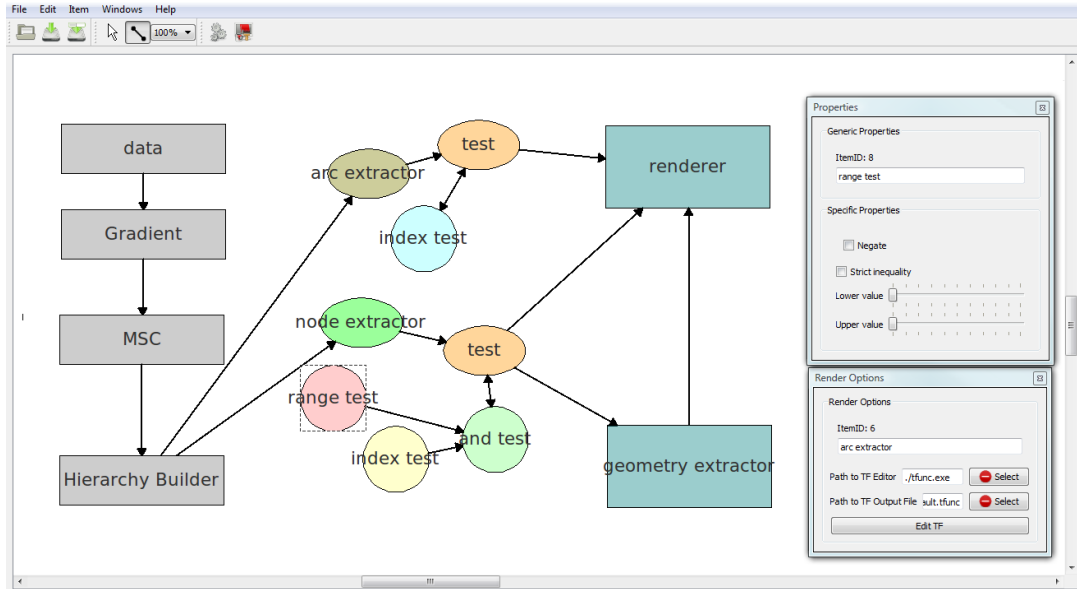 File Edit Item Windows Help
100%
data
Gradient
MSC
Hierarchy Builder
arc extractor
test
index test
node extractor
test
range test
index test
and test
renderer
geometry extractor
Properties
Generic Properties
ItemID: 8
range test
Specific Properties
Negate
Strict inequality
Lower value
Upper value
Render Options
Render Options
ItemID: 6
arc extractor
Path to TF Editor ./tfunc.exe Select
Path to TF Output File sult.tfunc Select
Edit TF